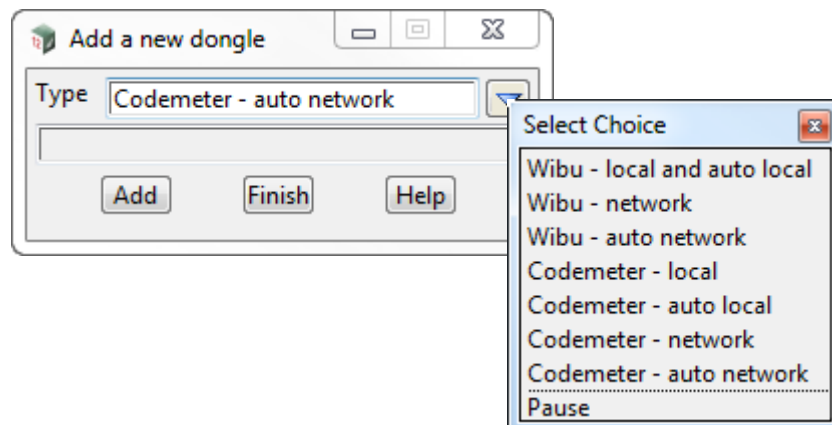 Add a new dongle
Type Codemeter - auto network
Add Finish Help
Select Choice
Wibu - local and auto local
Wibu - network
Wibu - auto network
Codemeter - local
Codemeter - auto local
Codemeter - network
Codemeter - auto network
Pause